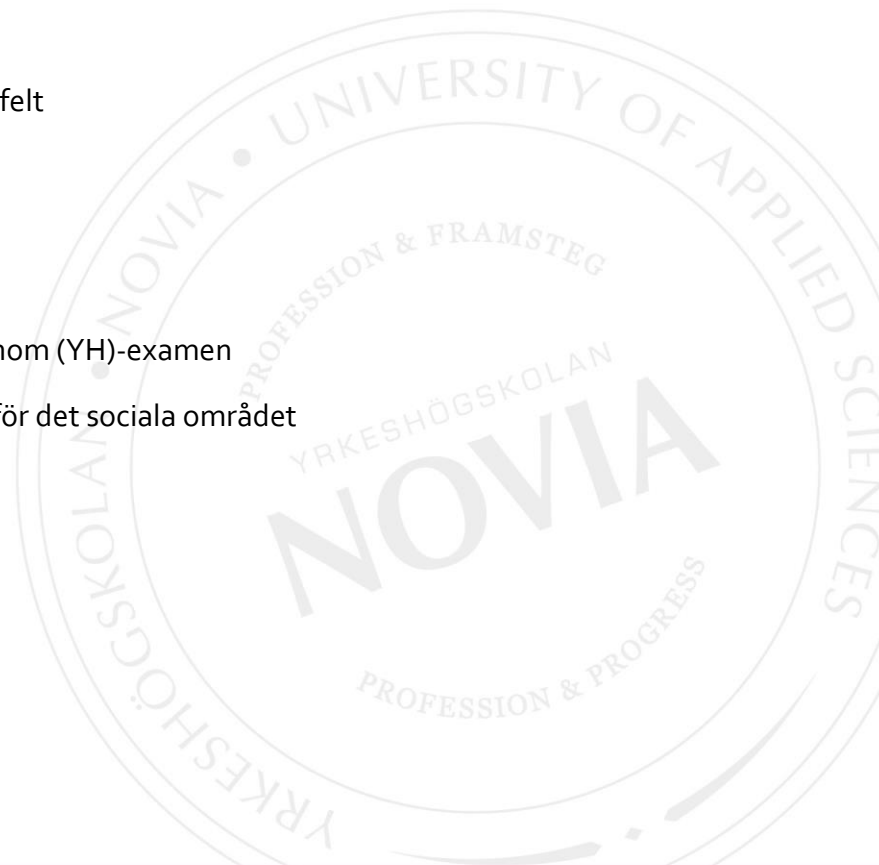 felt
nom (YH)-examen
för det sociala området
YRKESHÖGSKOLAN • NOVIA • UNIVERSITY OF APPLIED SCIENCES
PROFESSION & FRAMSTEG
YRKESHÖGSKOLAN
NOVIA
PROFESSION & PROGRESS